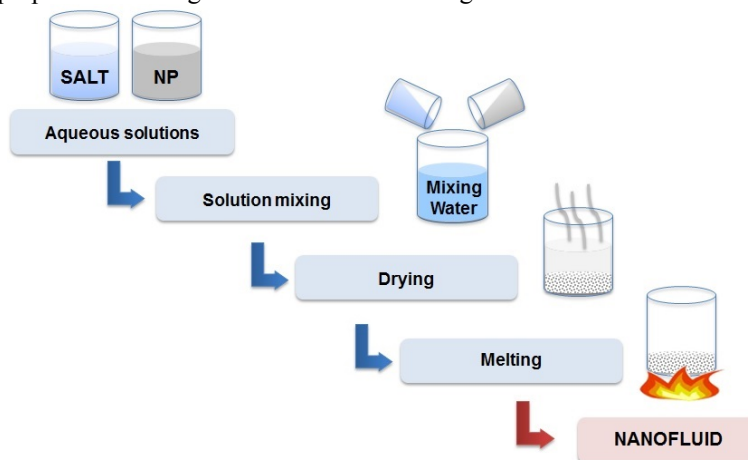 SALT
NP
Aqueous solutions
Mixing
Water
Solution mixing
Drying
Melting
NANOFLUID